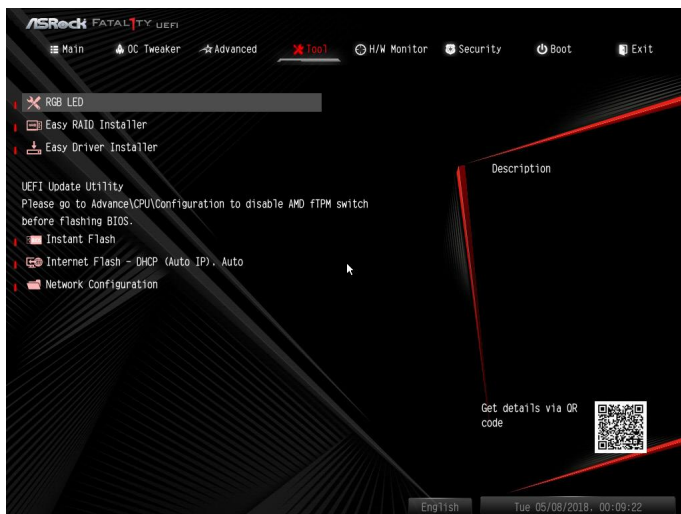 ASRock FATAL1TY UEFI
Main OC Tweaker Advanced Tool H/W Monitor Security Boot Exit
RGB LED
Easy RAID Installer
Easy Driver Installer
Description
UEFI Update Utility
Please go to Advance\CPU\Configuration to disable AMD fTPM switch
before flashing BIOS.
Instant Flash
Internet Flash - DHCP (Auto IP), Auto
Network Configuration
Get details via QR
code
English
Tue 05/08/2018, 00:09:22